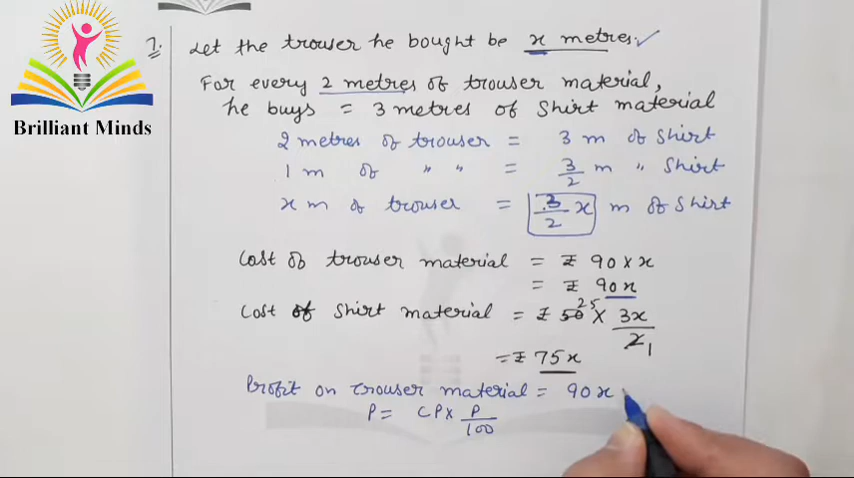 Brilliant Minds
7. Let the trouser he bought be x metres. ✓
For every 2 metres of trouser material,
he buys = 3 metres of shirt material
2 metres of trouser = 3 m of shirt
1 m of " " = 3/2 m " shirt
x m of trouser = 3/2 x m of shirt
Cost of trouser material = ₹ 90 × x
= ₹ 90x
Cost of shirt material = ₹ 50 25 × 3x/2 1
= ₹ 75x
Profit on trouser material = 90x
P = CP × P/100